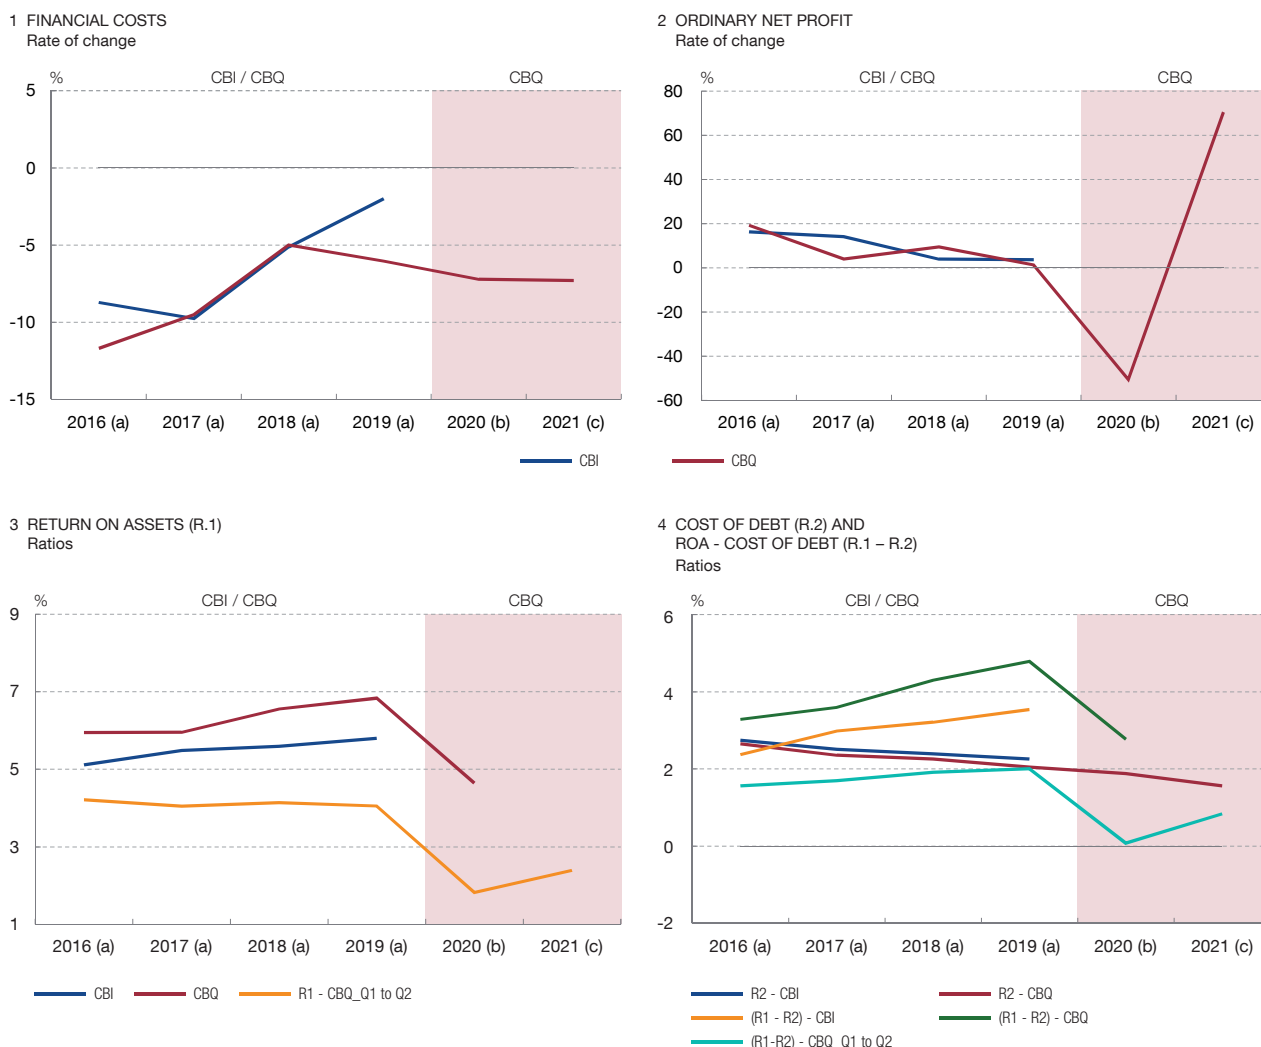 1 FINANCIAL COSTS
Rate of change
% CBI / CBQ CBQ
5
0
-5
-10
-15
2016 (a) 2017 (a) 2018 (a) 2019 (a) 2020 (b) 2021 (c)
2 ORDINARY NET PROFIT
Rate of change
% CBI / CBQ CBQ
80
60
40
20
0
-20
-40
-60
2016 (a) 2017 (a) 2018 (a) 2019 (a) 2020 (b) 2021 (c)
CBI CBQ
3 RETURN ON ASSETS (R.1)
Ratios
% CBI / CBQ CBQ
9
7
5
3
1
2016 (a) 2017 (a) 2018 (a) 2019 (a) 2020 (b) 2021 (c)
CBI CBQ R1 - CBQ_Q1 to Q2
4 COST OF DEBT (R.2) AND
ROA - COST OF DEBT (R.1 – R.2)
Ratios
% CBI / CBQ CBQ
6
4
2
0
-2
2016 (a) 2017 (a) 2018 (a) 2019 (a) 2020 (b) 2021 (c)
R2 - CBI R2 - CBQ
(R1 - R2) - CBI (R1 - R2) - CBQ
(R1-R2) - CBQ_Q1 to Q2